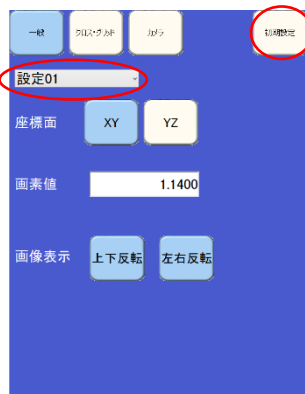 一般 クロス・グリッド カメラ 初期設定
設定01
座標面 XY YZ
画素値 1.1400
画像表示 上下反転 左右反転